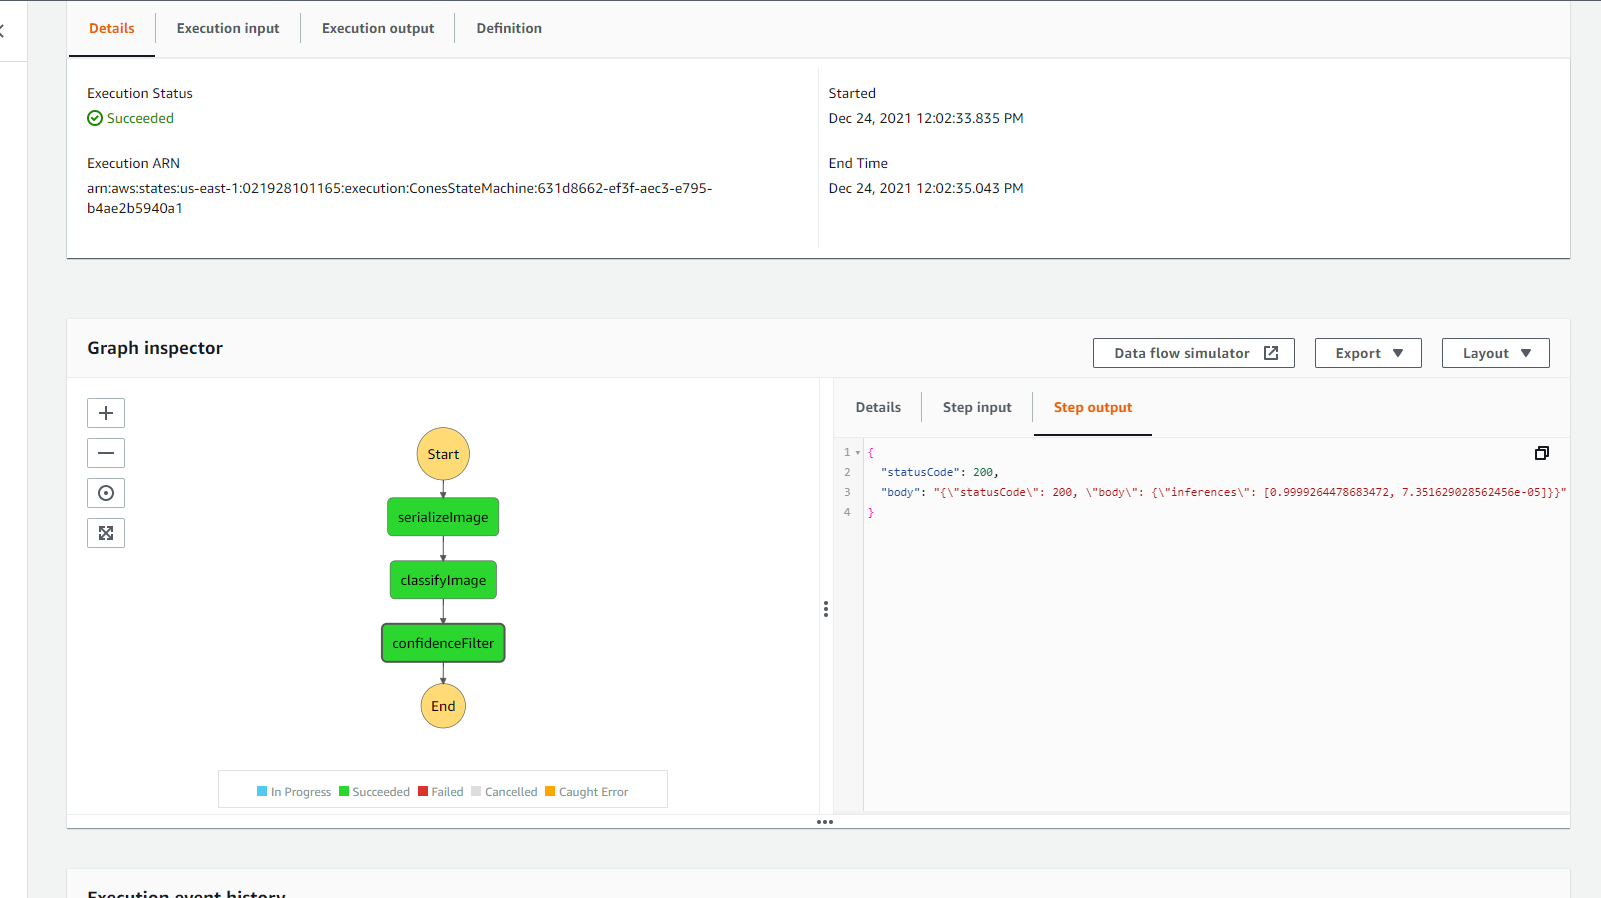 Details
Execution input
Execution output
Definition
Execution Status
Succeeded
Execution ARN
arn:aws:states:us-east-1:021928101165:execution:ConesStateMachine:631d8662-ef3f-aec3-e795-
b4ae2b5940a1
Started
Dec 24, 2021 12:02:33.835 PM
End Time
Dec 24, 2021 12:02:35.043 PM
Graph inspector
Data flow simulator
Export
Layout
Start
serializeImage
classifyImage
confidenceFilter
End
In Progress
Succeeded
Failed
Cancelled
Caught Error
Details
Step input
Step output
1 {
2 "statusCode": 200,
3 "body": "{\"statusCode\": 200, \"body\": {\"inferences\": [0.9999264478683472, 7.351629028562456e-05]}}"
4 }
Execution event history